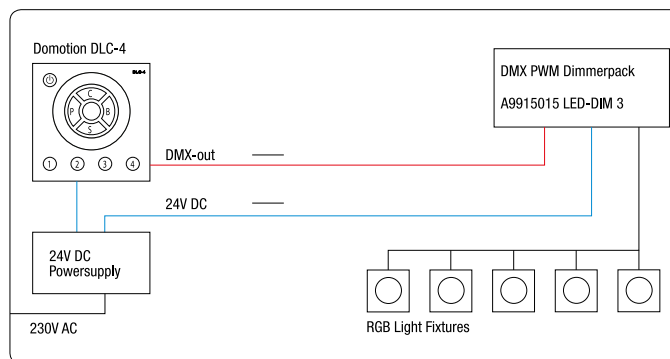 Domotion DLC-4
DLC-4
C
P
B
S
1
2
3
4
DMX PWM Dimmerpack
A9915015 LED-DIM 3
DMX-out
24V DC
24V DC
Powersupply
230V AC
RGB Light Fixtures